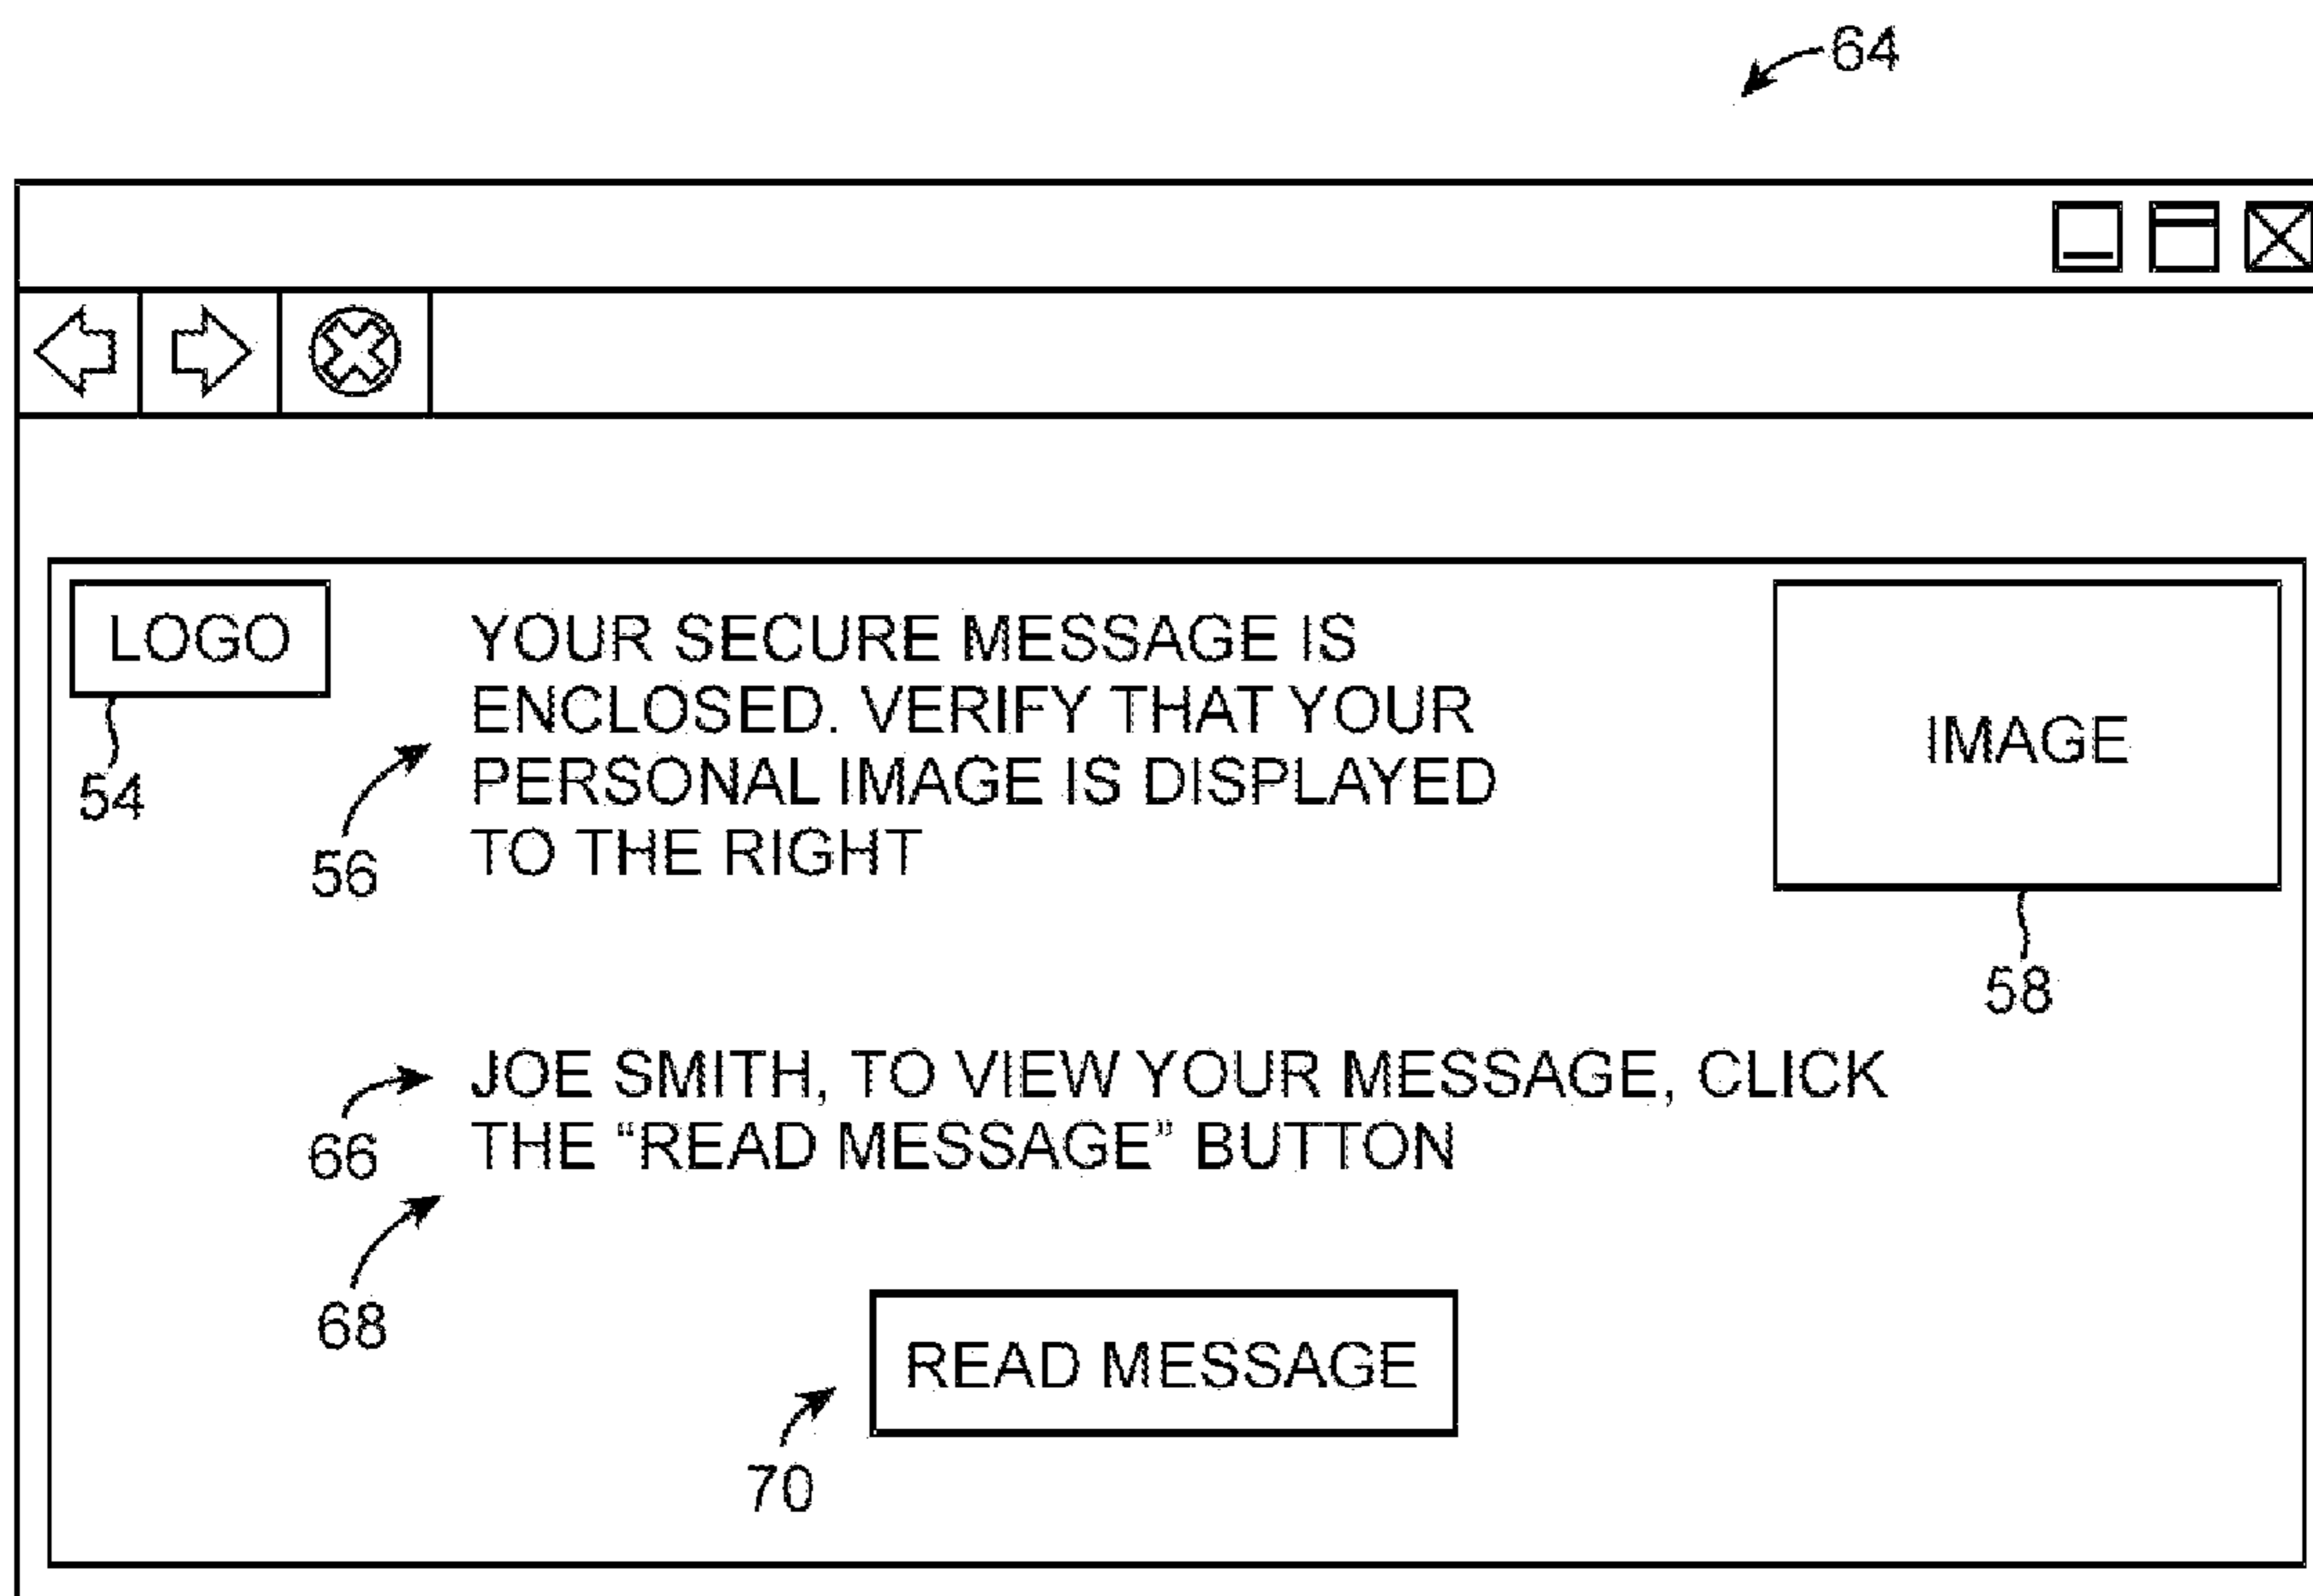 64
LOGO
YOUR SECURE MESSAGE IS
ENCLOSED. VERIFY THAT YOUR
PERSONAL IMAGE IS DISPLAYED
TO THE RIGHT
IMAGE
54
56
58
JOE SMITH, TO VIEW YOUR MESSAGE, CLICK
THE “READ MESSAGE” BUTTON
66
68
READ MESSAGE
70